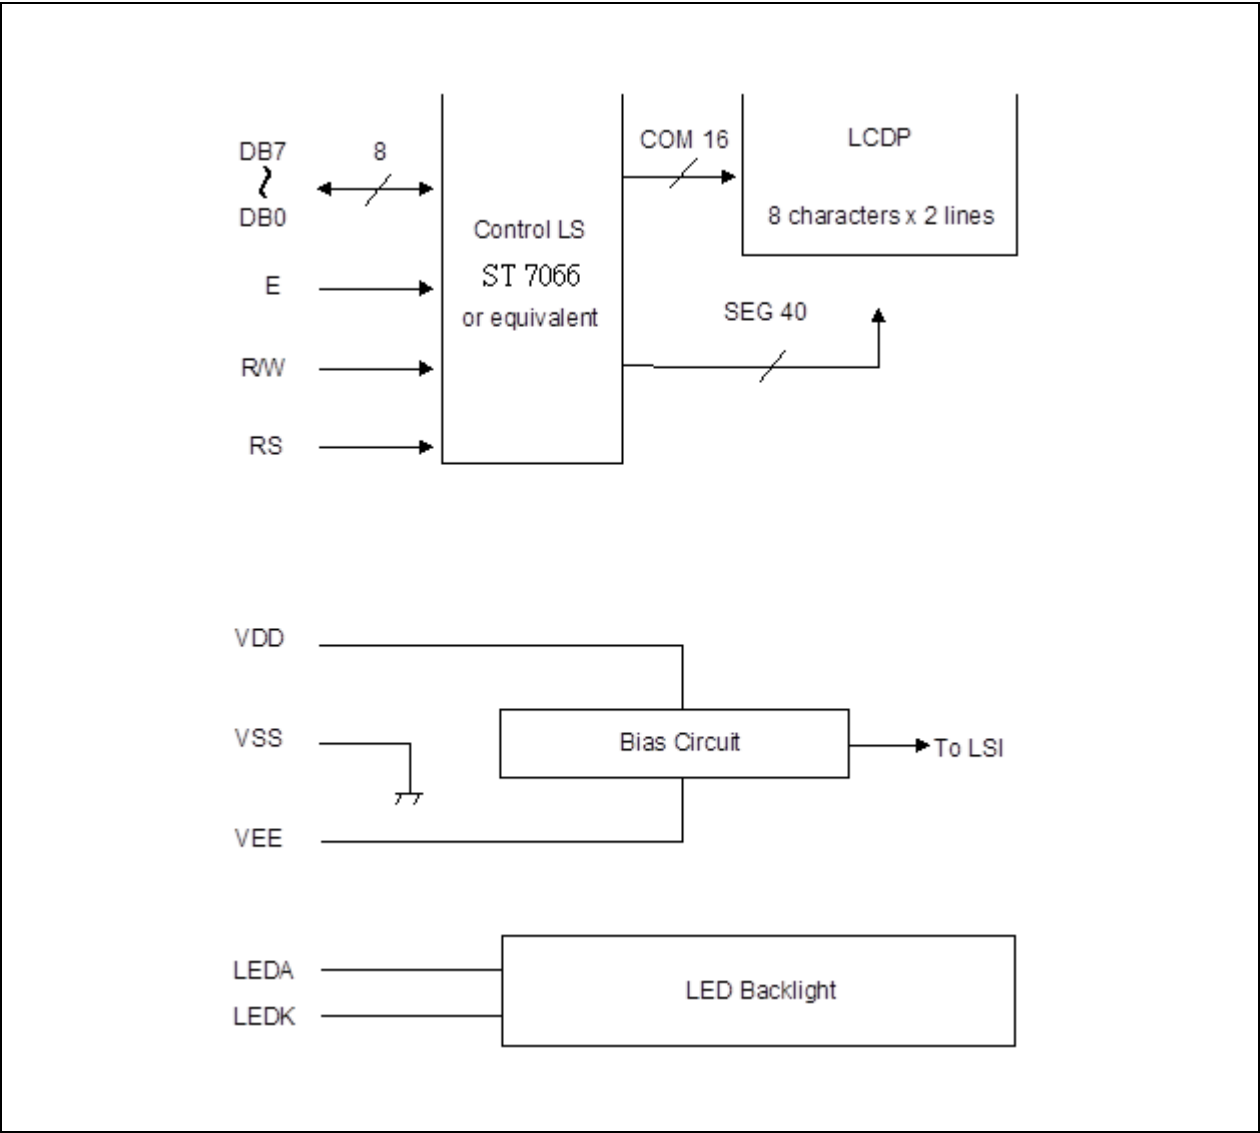 DB7
8
DB0
E
R/W
RS
Control LS
ST 7066
or equivalent
COM 16
LCDP
8 characters x 2 lines
SEG 40
VDD
VSS
VEE
Bias Circuit
To LSI
LEDA
LEDK
LED Backlight